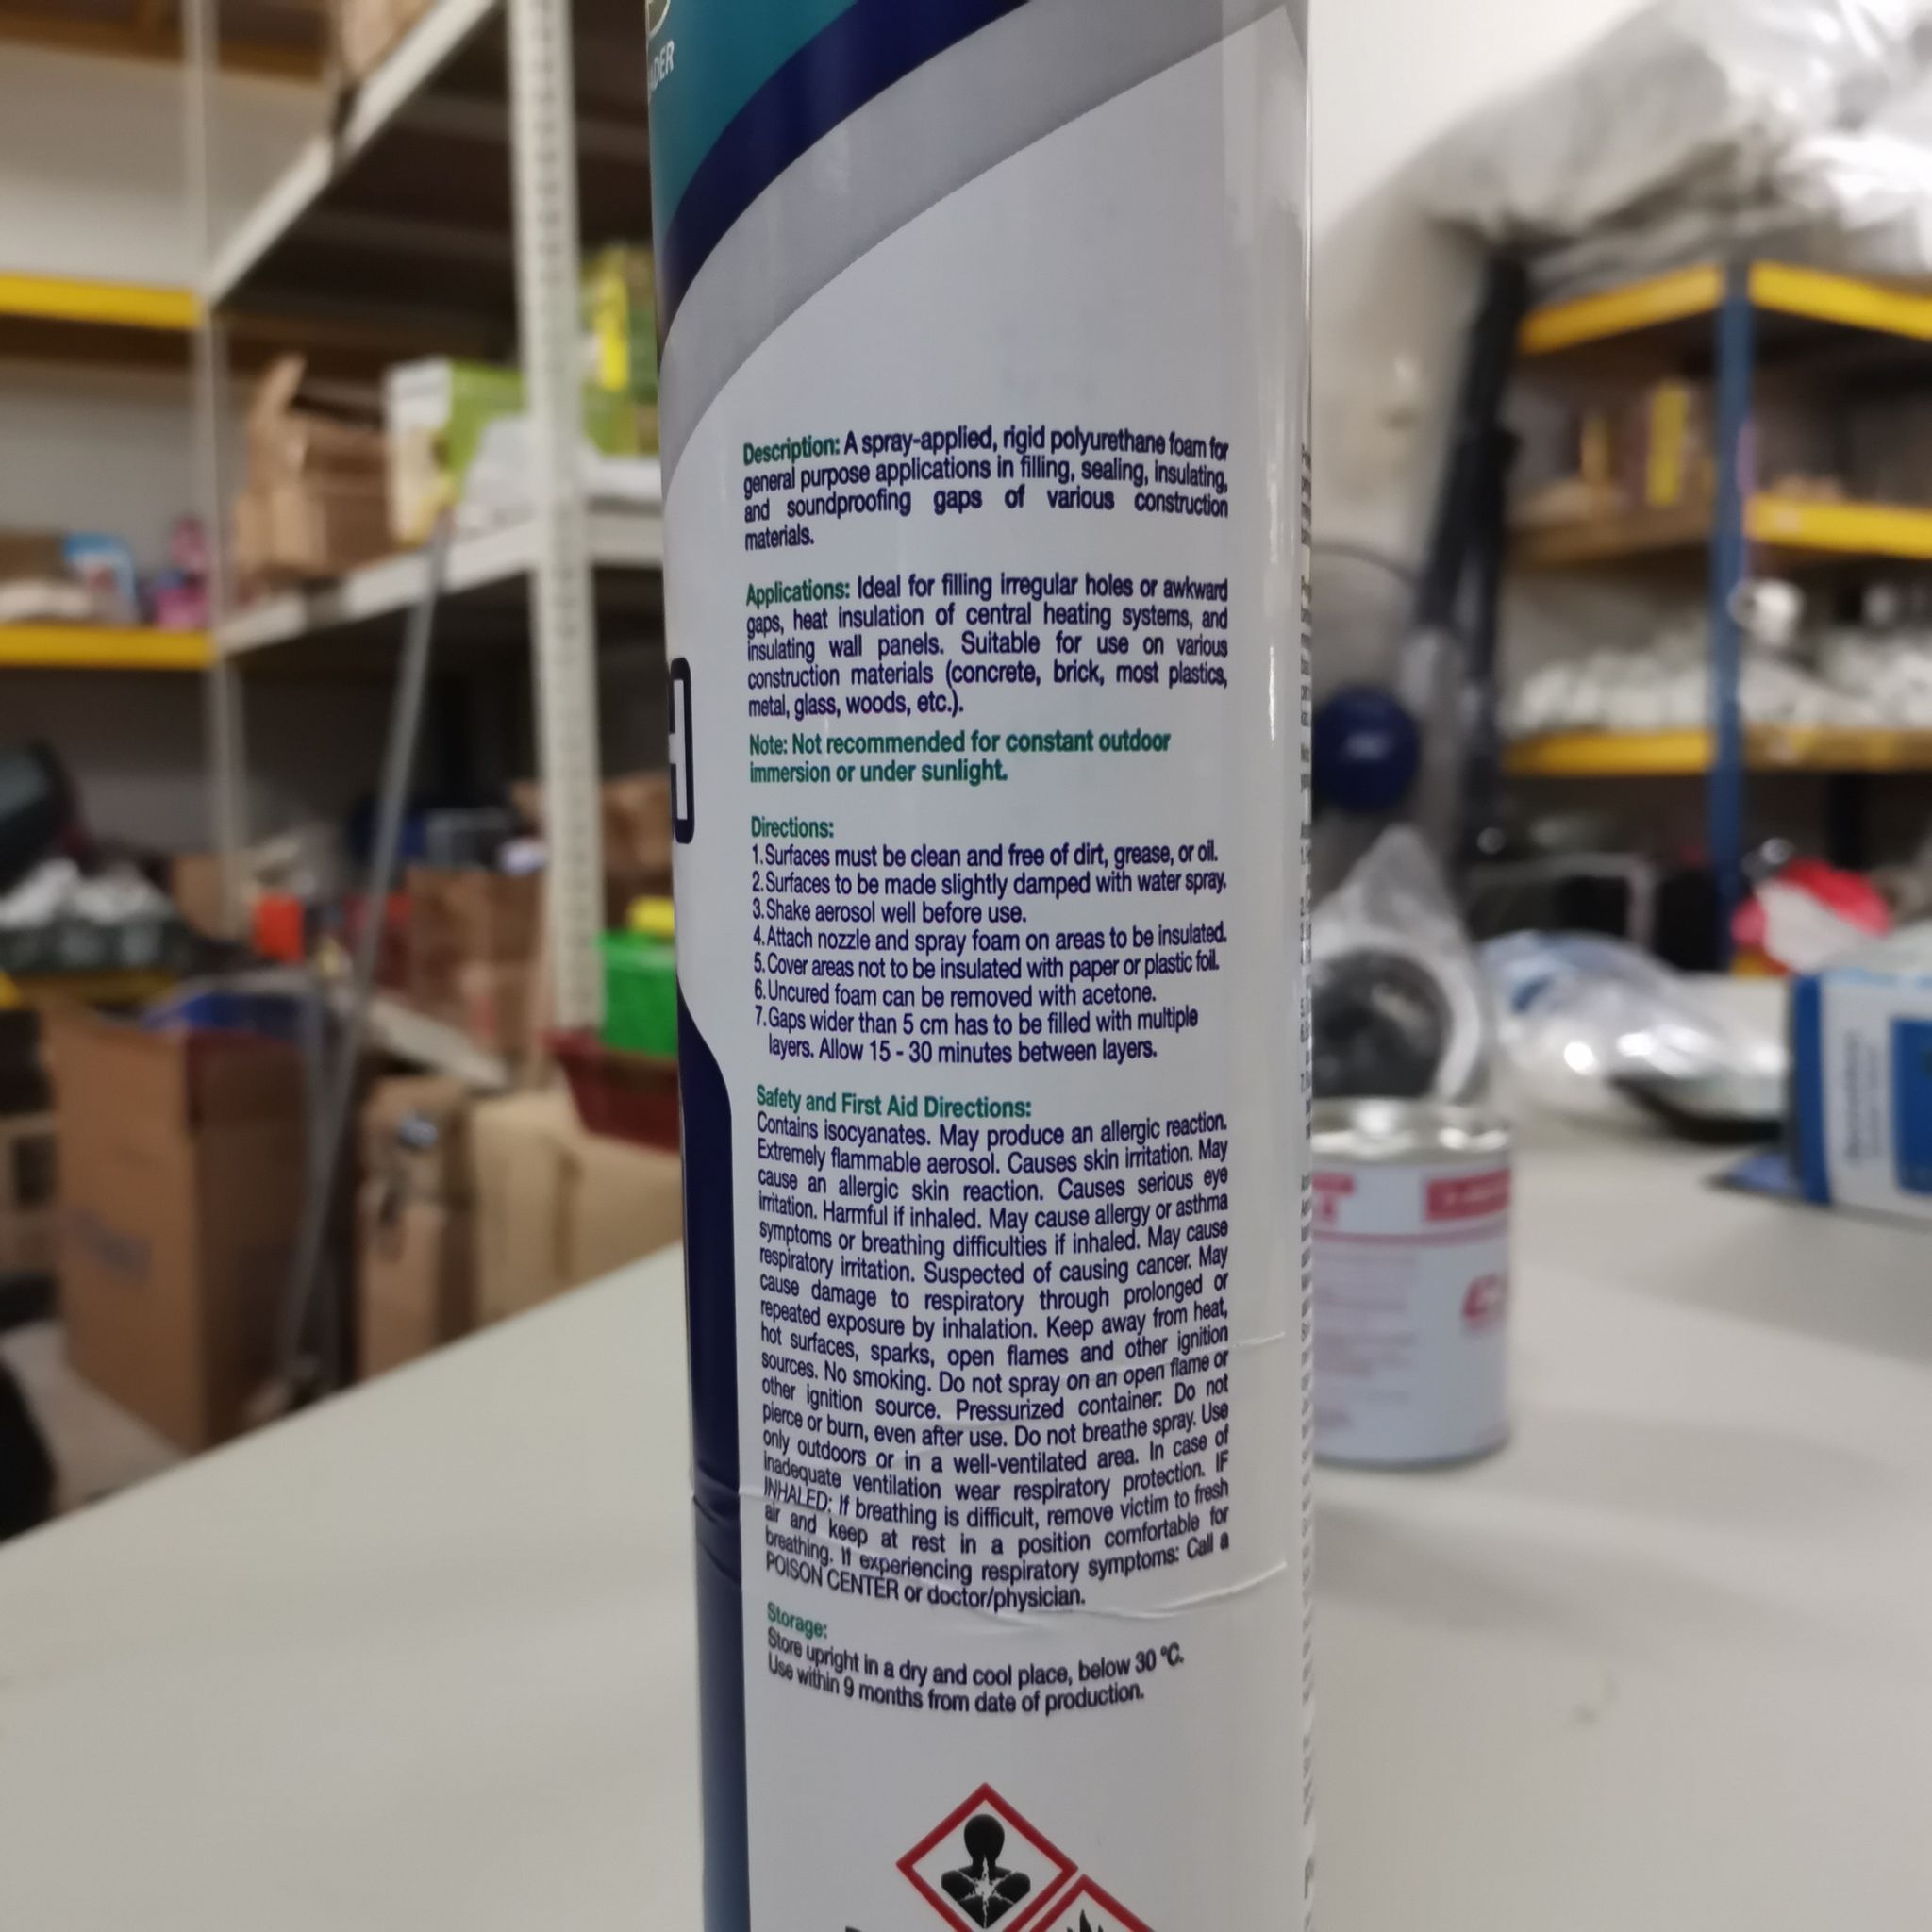 Description: A spray-applied, rigid polyurethane foam for
general purpose applications in filling, sealing, insulating,
and soundproofing gaps of various construction
materials.
Applications: Ideal for filling irregular holes or awkward
gaps, heat insulation of central heating systems, and
insulating wall panels. Suitable for use on various
construction materials (concrete, brick, most plastics,
metal, glass, woods, etc.).
Note: Not recommended for constant outdoor
immersion or under sunlight.
Directions:
1.Surfaces must be clean and free of dirt, grease, or oil.
2.Surfaces to be made slightly damped with water spray.
3.Shake aerosol well before use.
4.Attach nozzle and spray foam on areas to be insulated.
5.Cover areas not to be insulated with paper or plastic foil.
6.Uncured foam can be removed with acetone.
7.Gaps wider than 5 cm has to be filled with multiple
layers. Allow 15 - 30 minutes between layers.
Safety and First Aid Directions:
Contains isocyanates. May produce an allergic reaction.
Extremely flammable aerosol. Causes skin irritation. May
cause an allergic skin reaction. Causes serious eye
irritation. Harmful if inhaled. May cause allergy or asthma
symptoms or breathing difficulties if inhaled. May cause
respiratory irritation. Suspected of causing cancer. May
cause damage to respiratory through prolonged or
repeated exposure by inhalation. Keep away from heat,
hot surfaces, sparks, open flames and other ignition
sources. No smoking. Do not spray on an open flame or
other ignition source. Pressurized container: Do not
pierce or burn, even after use. Do not breathe spray. Use
only outdoors or in a well-ventilated area. In case of
inadequate ventilation wear respiratory protection. IF
INHALED: If breathing is difficult, remove victim to fresh
air and keep at rest in a position comfortable for
breathing. If experiencing respiratory symptoms: Call a
POISON CENTER or doctor/physician.
Storage:
Store upright in a dry and cool place, below 30 °C.
Use within 9 months from date of production.